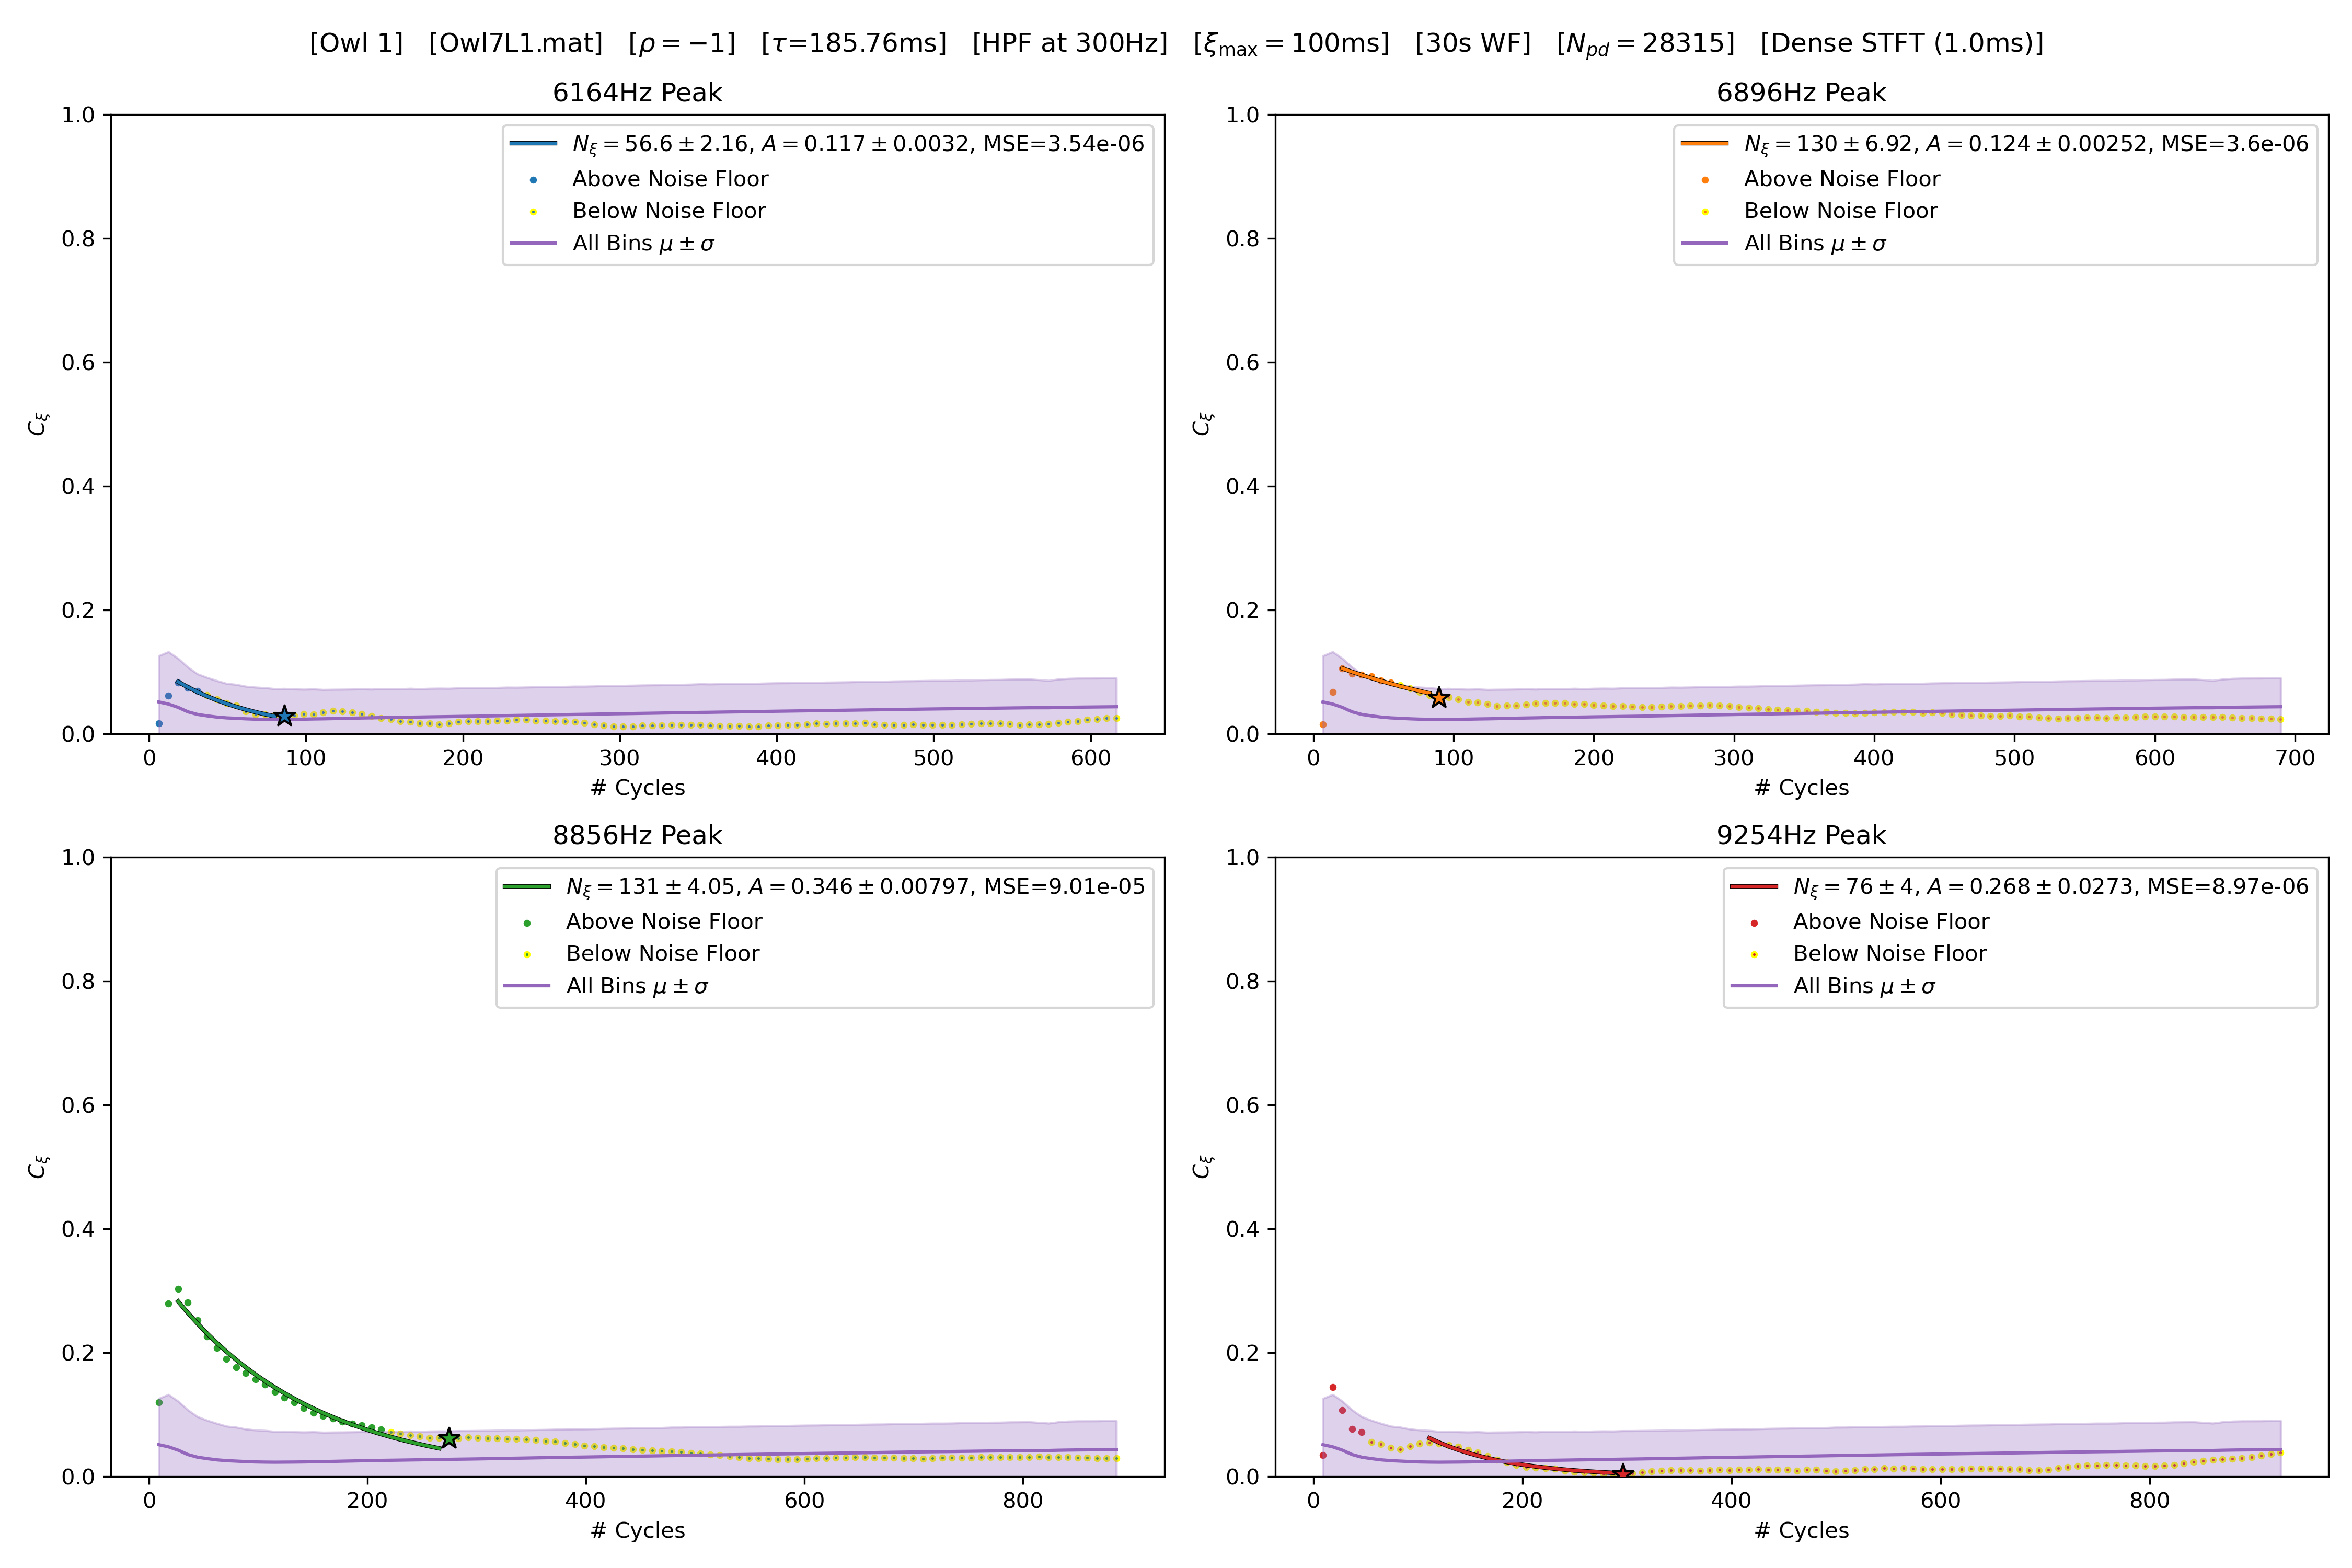 [Owl 1] [Owl7L1.mat] [ρ = −1] [τ=185.76ms] [HPF at 300Hz] [ξmax = 100ms] [30s WF] [Npd = 28315] [Dense STFT (1.0ms)]
6164Hz Peak
Nξ = 56.6 ± 2.16, A = 0.117 ± 0.0032, MSE=3.54e-06
Above Noise Floor
Below Noise Floor
All Bins μ ± σ
1.0
0.8
0.6
0.4
0.2
0.0
Cξ
0 100 200 300 400 500 600
# Cycles
6896Hz Peak
Nξ = 130 ± 6.92, A = 0.124 ± 0.00252, MSE=3.6e-06
Above Noise Floor
Below Noise Floor
All Bins μ ± σ
1.0
0.8
0.6
0.4
0.2
0.0
Cξ
0 100 200 300 400 500 600 700
# Cycles
8856Hz Peak
Nξ = 131 ± 4.05, A = 0.346 ± 0.00797, MSE=9.01e-05
Above Noise Floor
Below Noise Floor
All Bins μ ± σ
1.0
0.8
0.6
0.4
0.2
0.0
Cξ
0 200 400 600 800
# Cycles
9254Hz Peak
Nξ = 76 ± 4, A = 0.268 ± 0.0273, MSE=8.97e-06
Above Noise Floor
Below Noise Floor
All Bins μ ± σ
1.0
0.8
0.6
0.4
0.2
0.0
Cξ
0 200 400 600 800
# Cycles